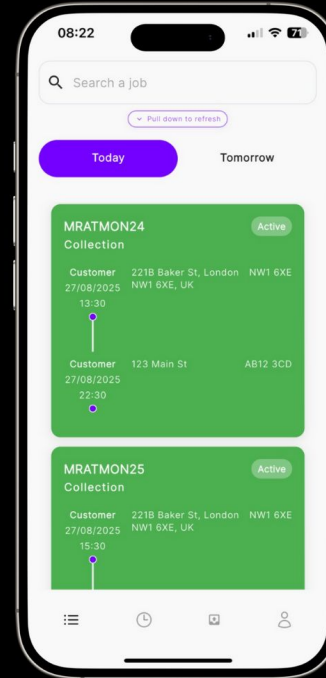 08:22
71
Search a job
Pull down to refresh
Today Tomorrow
MRATMON24 Active
Collection
Customer 221B Baker St, London NW1 6XE
27/08/2025 NW1 6XE, UK
13:30
Customer 123 Main St AB12 3CD
27/08/2025
22:30
MRATMON25 Active
Collection
Customer 221B Baker St, London NW1 6XE
27/08/2025 NW1 6XE, UK
15:30